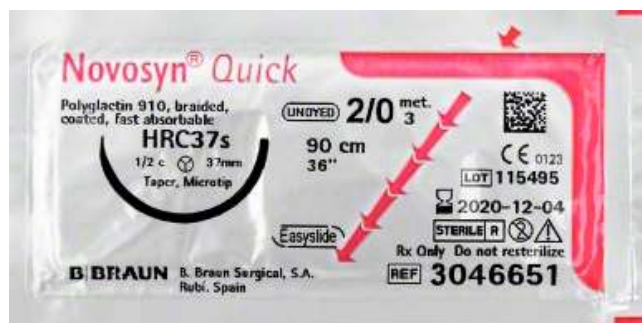 Novosyn® Quick
Polyglactin 910, braided,
coated, fast absorbable
HRC37s
1/2 c 37mm
Taper, Microtip
UNDYED 2/0 met. 3
90 cm
36"
Easyslide
CE 0123
LOT 115495
2020-12-04
STERILE R
Rx Only Do not resterilize
REF 3046651
B|BRAUN B. Braun Surgical, S.A.
Rubí. Spain